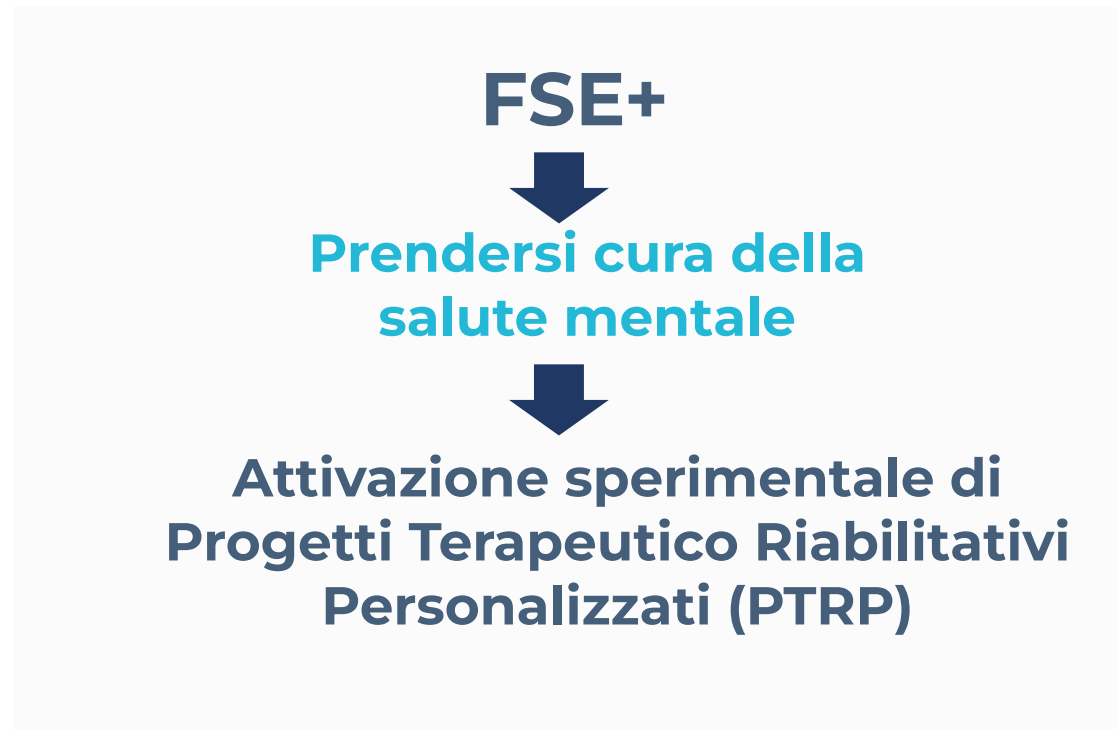 FSE+
Prendersi cura della
salute mentale
Attivazione sperimentale di
Progetti Terapeutico Riabilitativi
Personalizzati (PTRP)